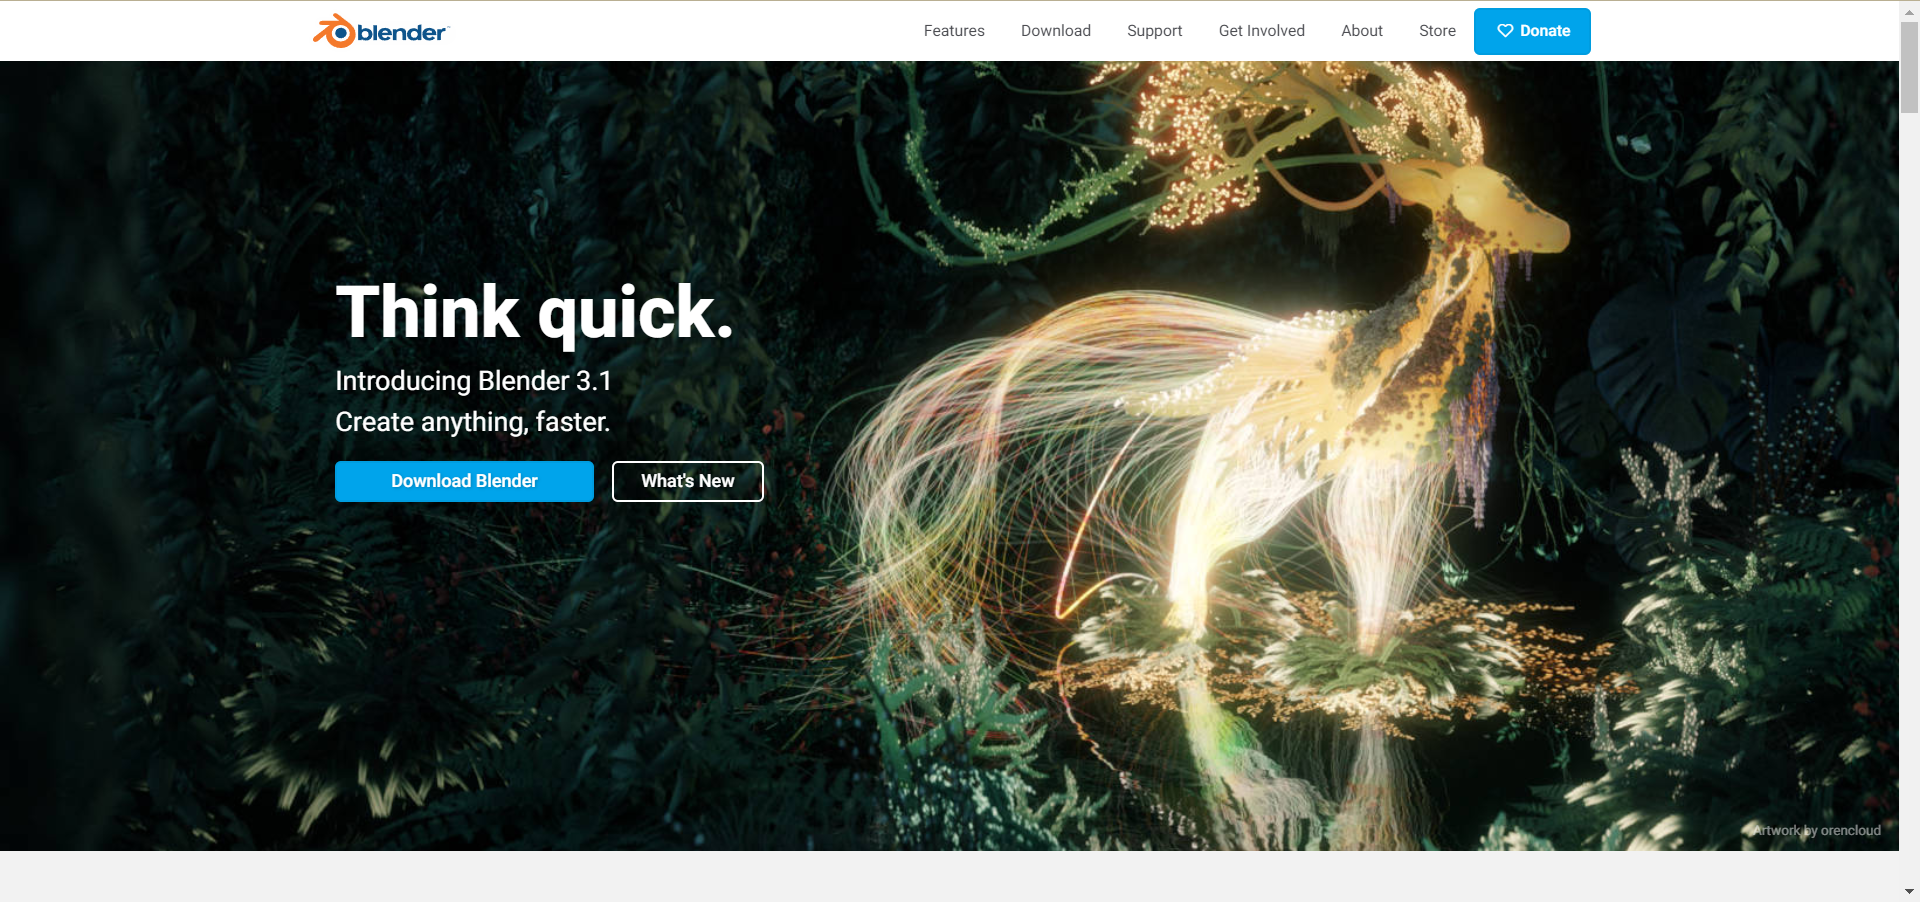 blender™
Features
Download
Support
Get Involved
About
Store
Donate
Think quick.
Introducing Blender 3.1
Create anything, faster.
Download Blender
What's New
Artwork by orencloud